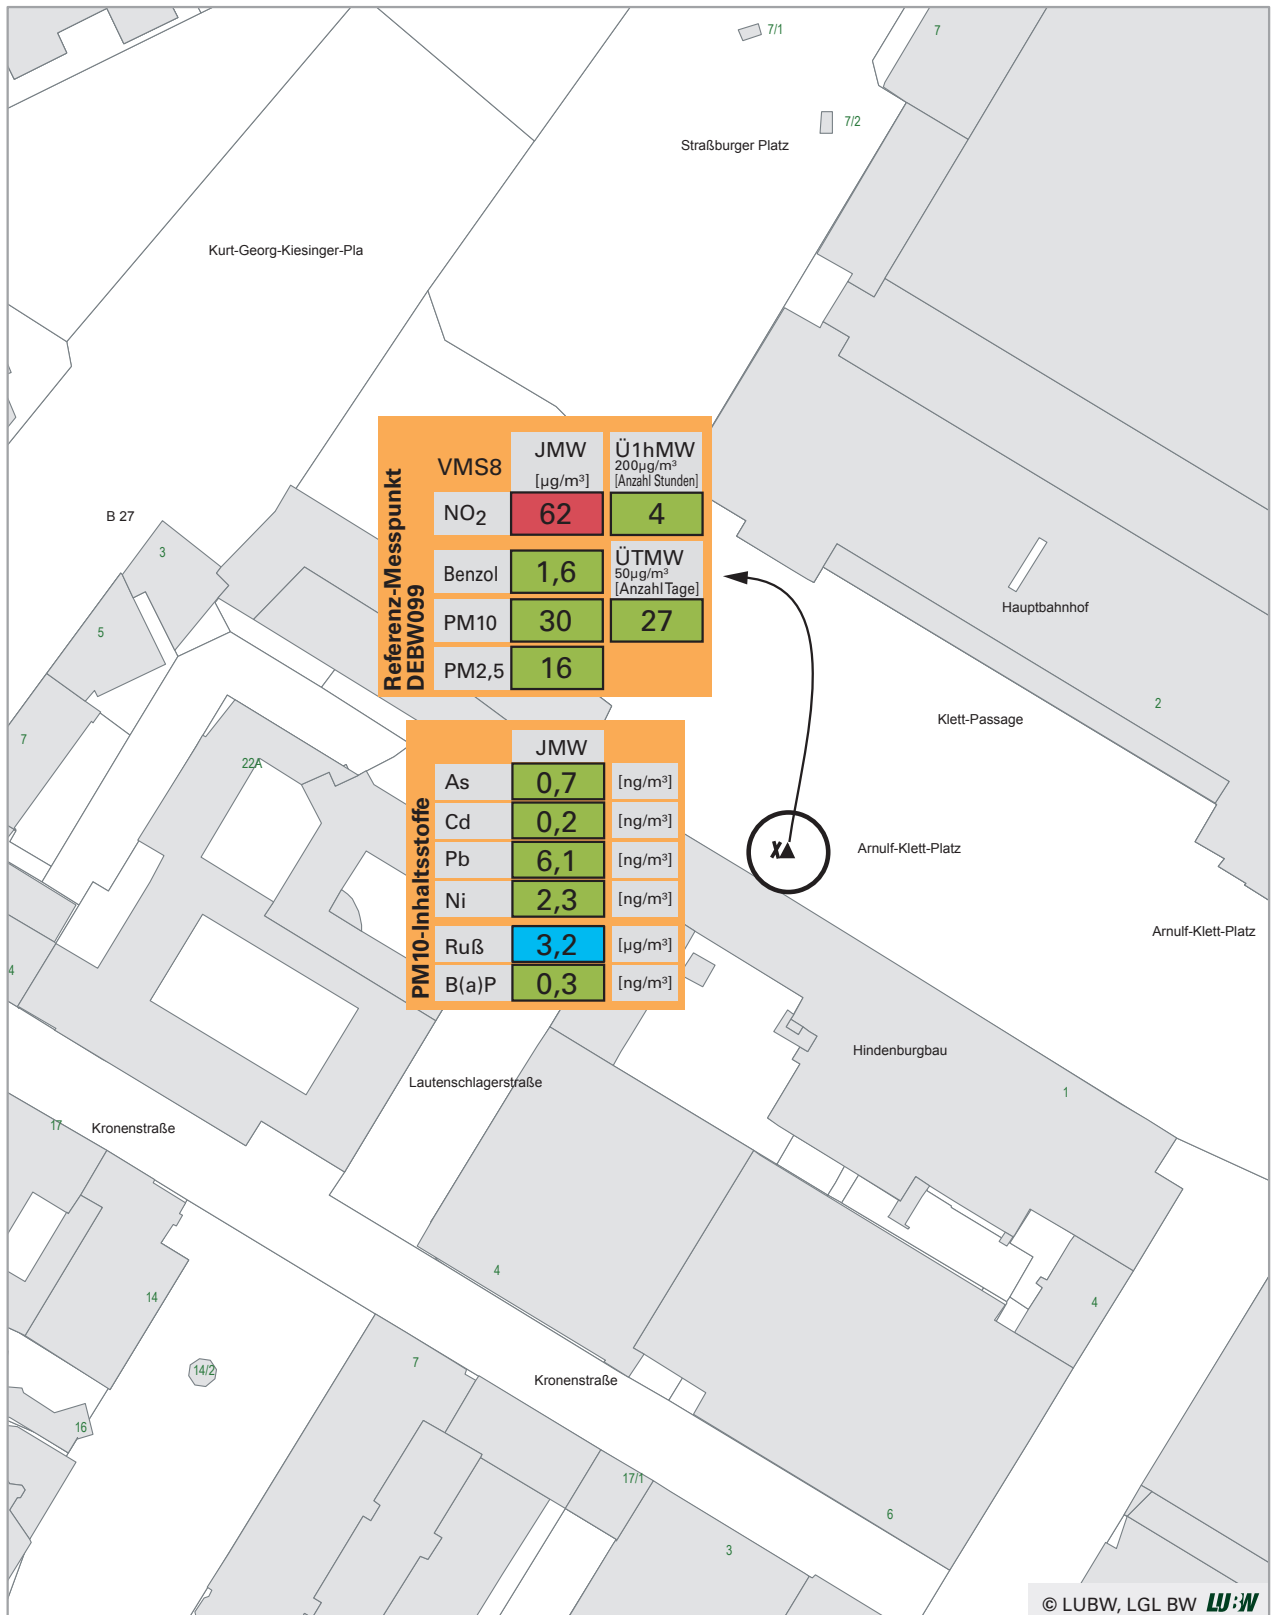 7/1
7
7/2
Straßburger Platz
Kurt-Georg-Kiesinger-Pla
B 27
3
5
7
22A
Referenz-Messpunkt
DEBW099
VMS8
JMW
[µg/m³]
Ü1hMW
200µg/m³
[Anzahl Stunden]
NO₂
62
4
Benzol
1,6
ÜTMW
50µg/m³
[Anzahl Tage]
PM10
30
27
PM2,5
16
Hauptbahnhof
2
Klett-Passage
PM10-Inhaltsstoffe
JMW
As
0,7
[ng/m³]
Cd
0,2
[ng/m³]
Pb
6,1
[ng/m³]
Ni
2,3
[ng/m³]
Ruß
3,2
[µg/m³]
B(a)P
0,3
[ng/m³]
X
Arnulf-Klett-Platz
Arnulf-Klett-Platz
4
Hindenburgbau
1
Lautenschlagerstraße
17
Kronenstraße
4
4
14
14/2
7
Kronenstraße
16
17/1
6
3
© LUBW, LGL BW LUBW